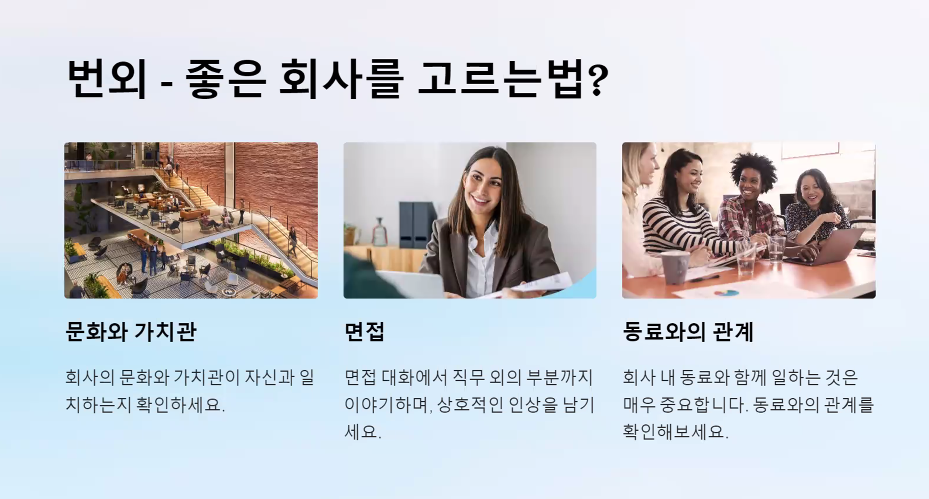 번외 - 좋은 회사를 고르는법?
문화와 가치관
회사의 문화와 가치관이 자신과 일
치하는지 확인하세요.
면접
면접 대화에서 직무 외의 부분까지
이야기하며, 상호적인 인상을 남기
세요.
동료와의 관계
회사 내 동료와 함께 일하는 것은
매우 중요합니다. 동료와의 관계를
확인해보세요.